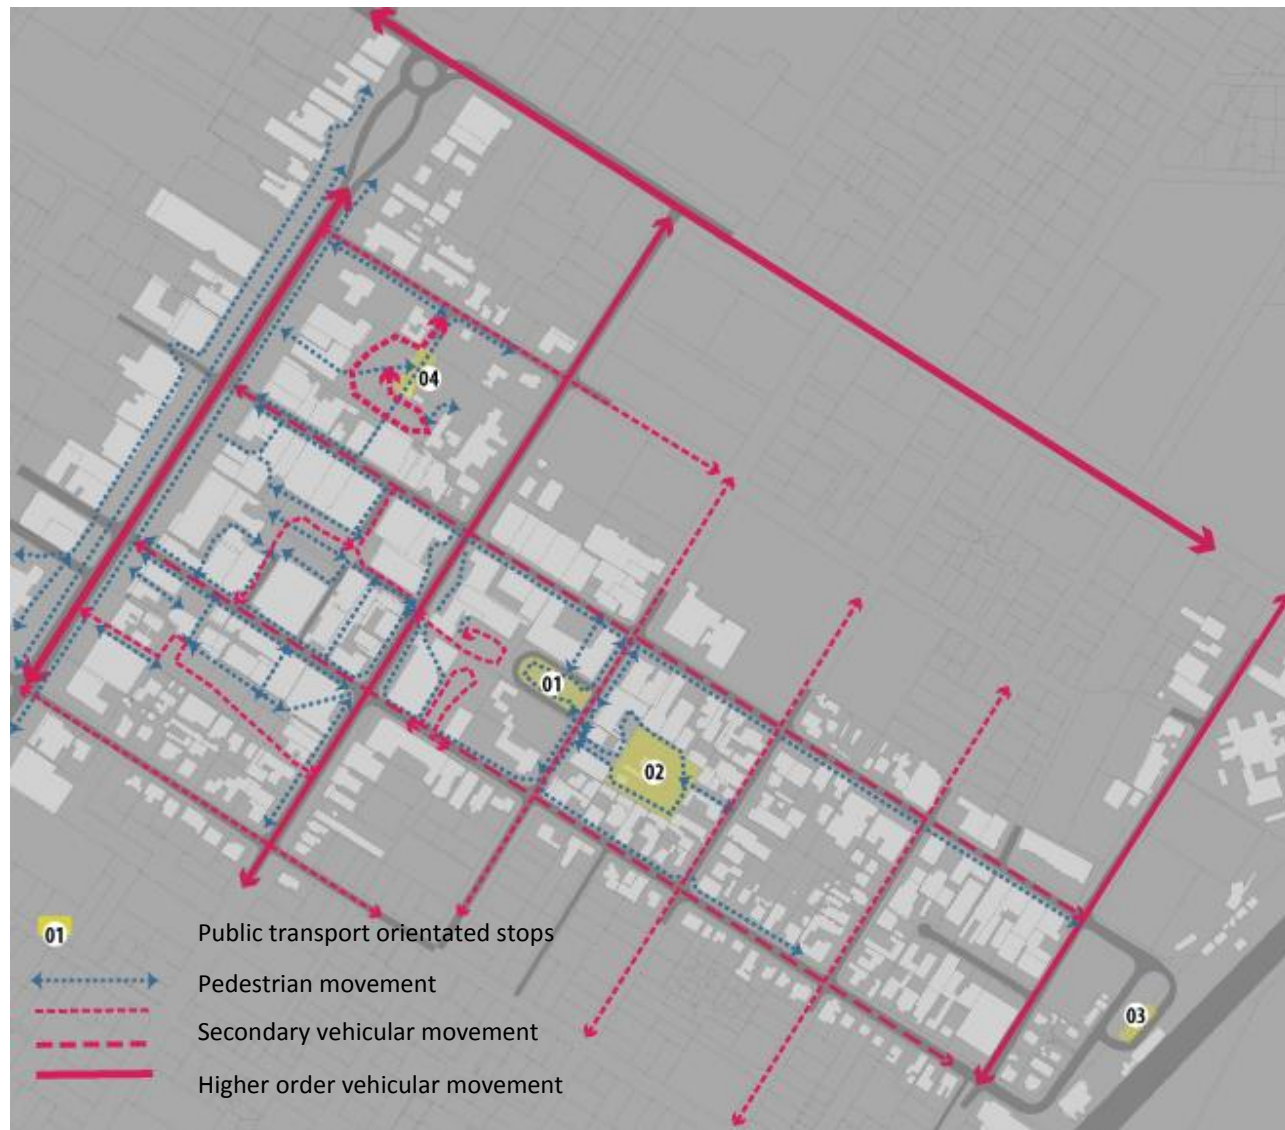 04
01
02
03
01
Public transport orientated stops
Pedestrian movement
Secondary vehicular movement
Higher order vehicular movement